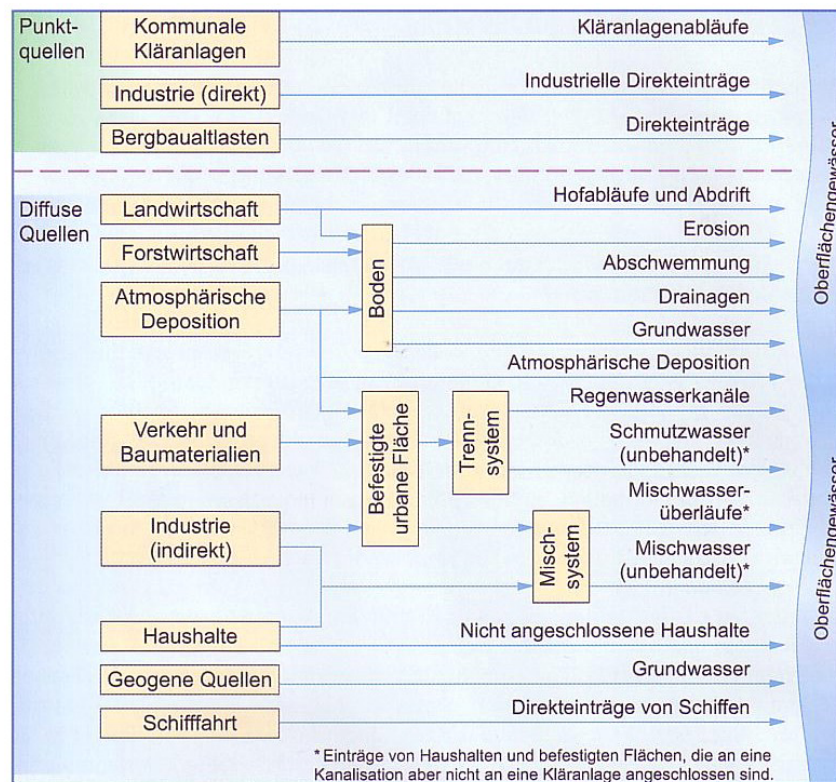 Punkt-
quellen
Kommunale
Kläranlagen
Kläranlagenabläufe
Industrie (direkt)
Industrielle Direkteinträge
Bergbaualtlasten
Direkteinträge
Oberflächengewässer
Diffuse
Quellen
Landwirtschaft
Hofabläufe und Abdrift
Forstwirtschaft
Erosion
Atmosphärische
Deposition
Boden
Abschwemmung
Drainagen
Grundwasser
Atmosphärische Deposition
Verkehr und
Baumaterialien
Befestigte
urbane Fläche
Trenn-
system
Regenwasserkanäle
Schmutzwasser
(unbehandelt)*
Industrie
(indirekt)
Misch-
system
Mischwasser-
überläufe*
Mischwasser
(unbehandelt)*
Oberflächengewässer
Haushalte
Nicht angeschlossene Haushalte
Geogene Quellen
Grundwasser
Schifffahrt
Direkteinträge von Schiffen
* Einträge von Haushalten und befestigten Flächen, die an eine
Kanalisation aber nicht an eine Kläranlage angeschlossen sind.